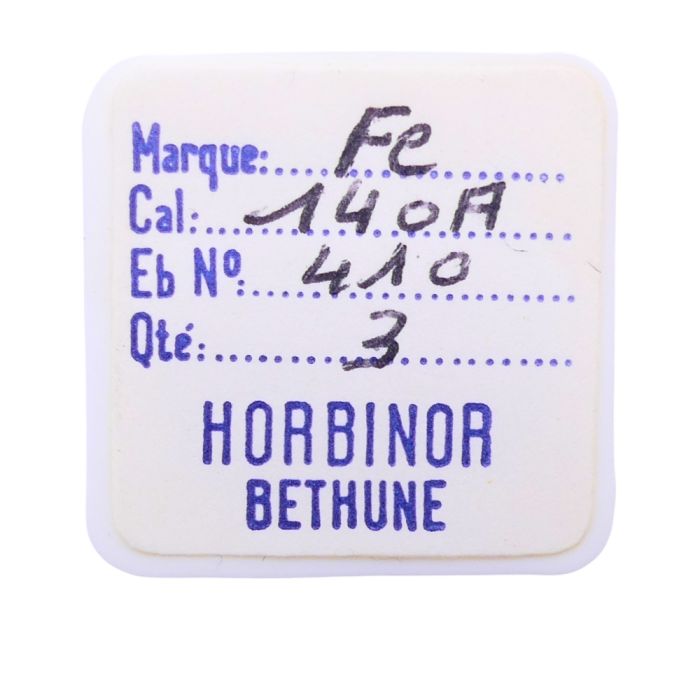 Marque:......Fe......
Cal:......140A......
Eb Nº:......410......
Qté:......3......
HORBINOR
BETHUNE